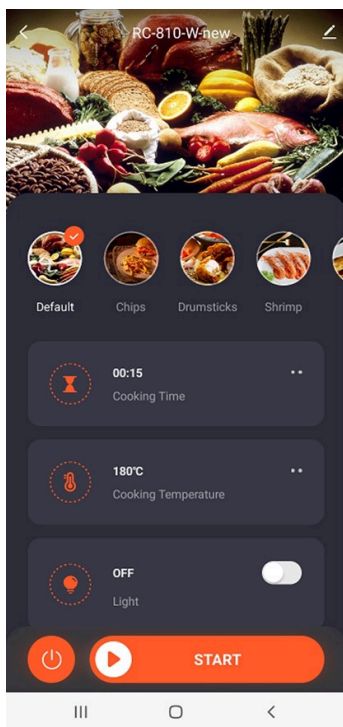 RC-810-W-new
Default
Chips
Drumsticks
Shrimp
00:15
Cooking Time
180℃
Cooking Temperature
OFF
Light
START